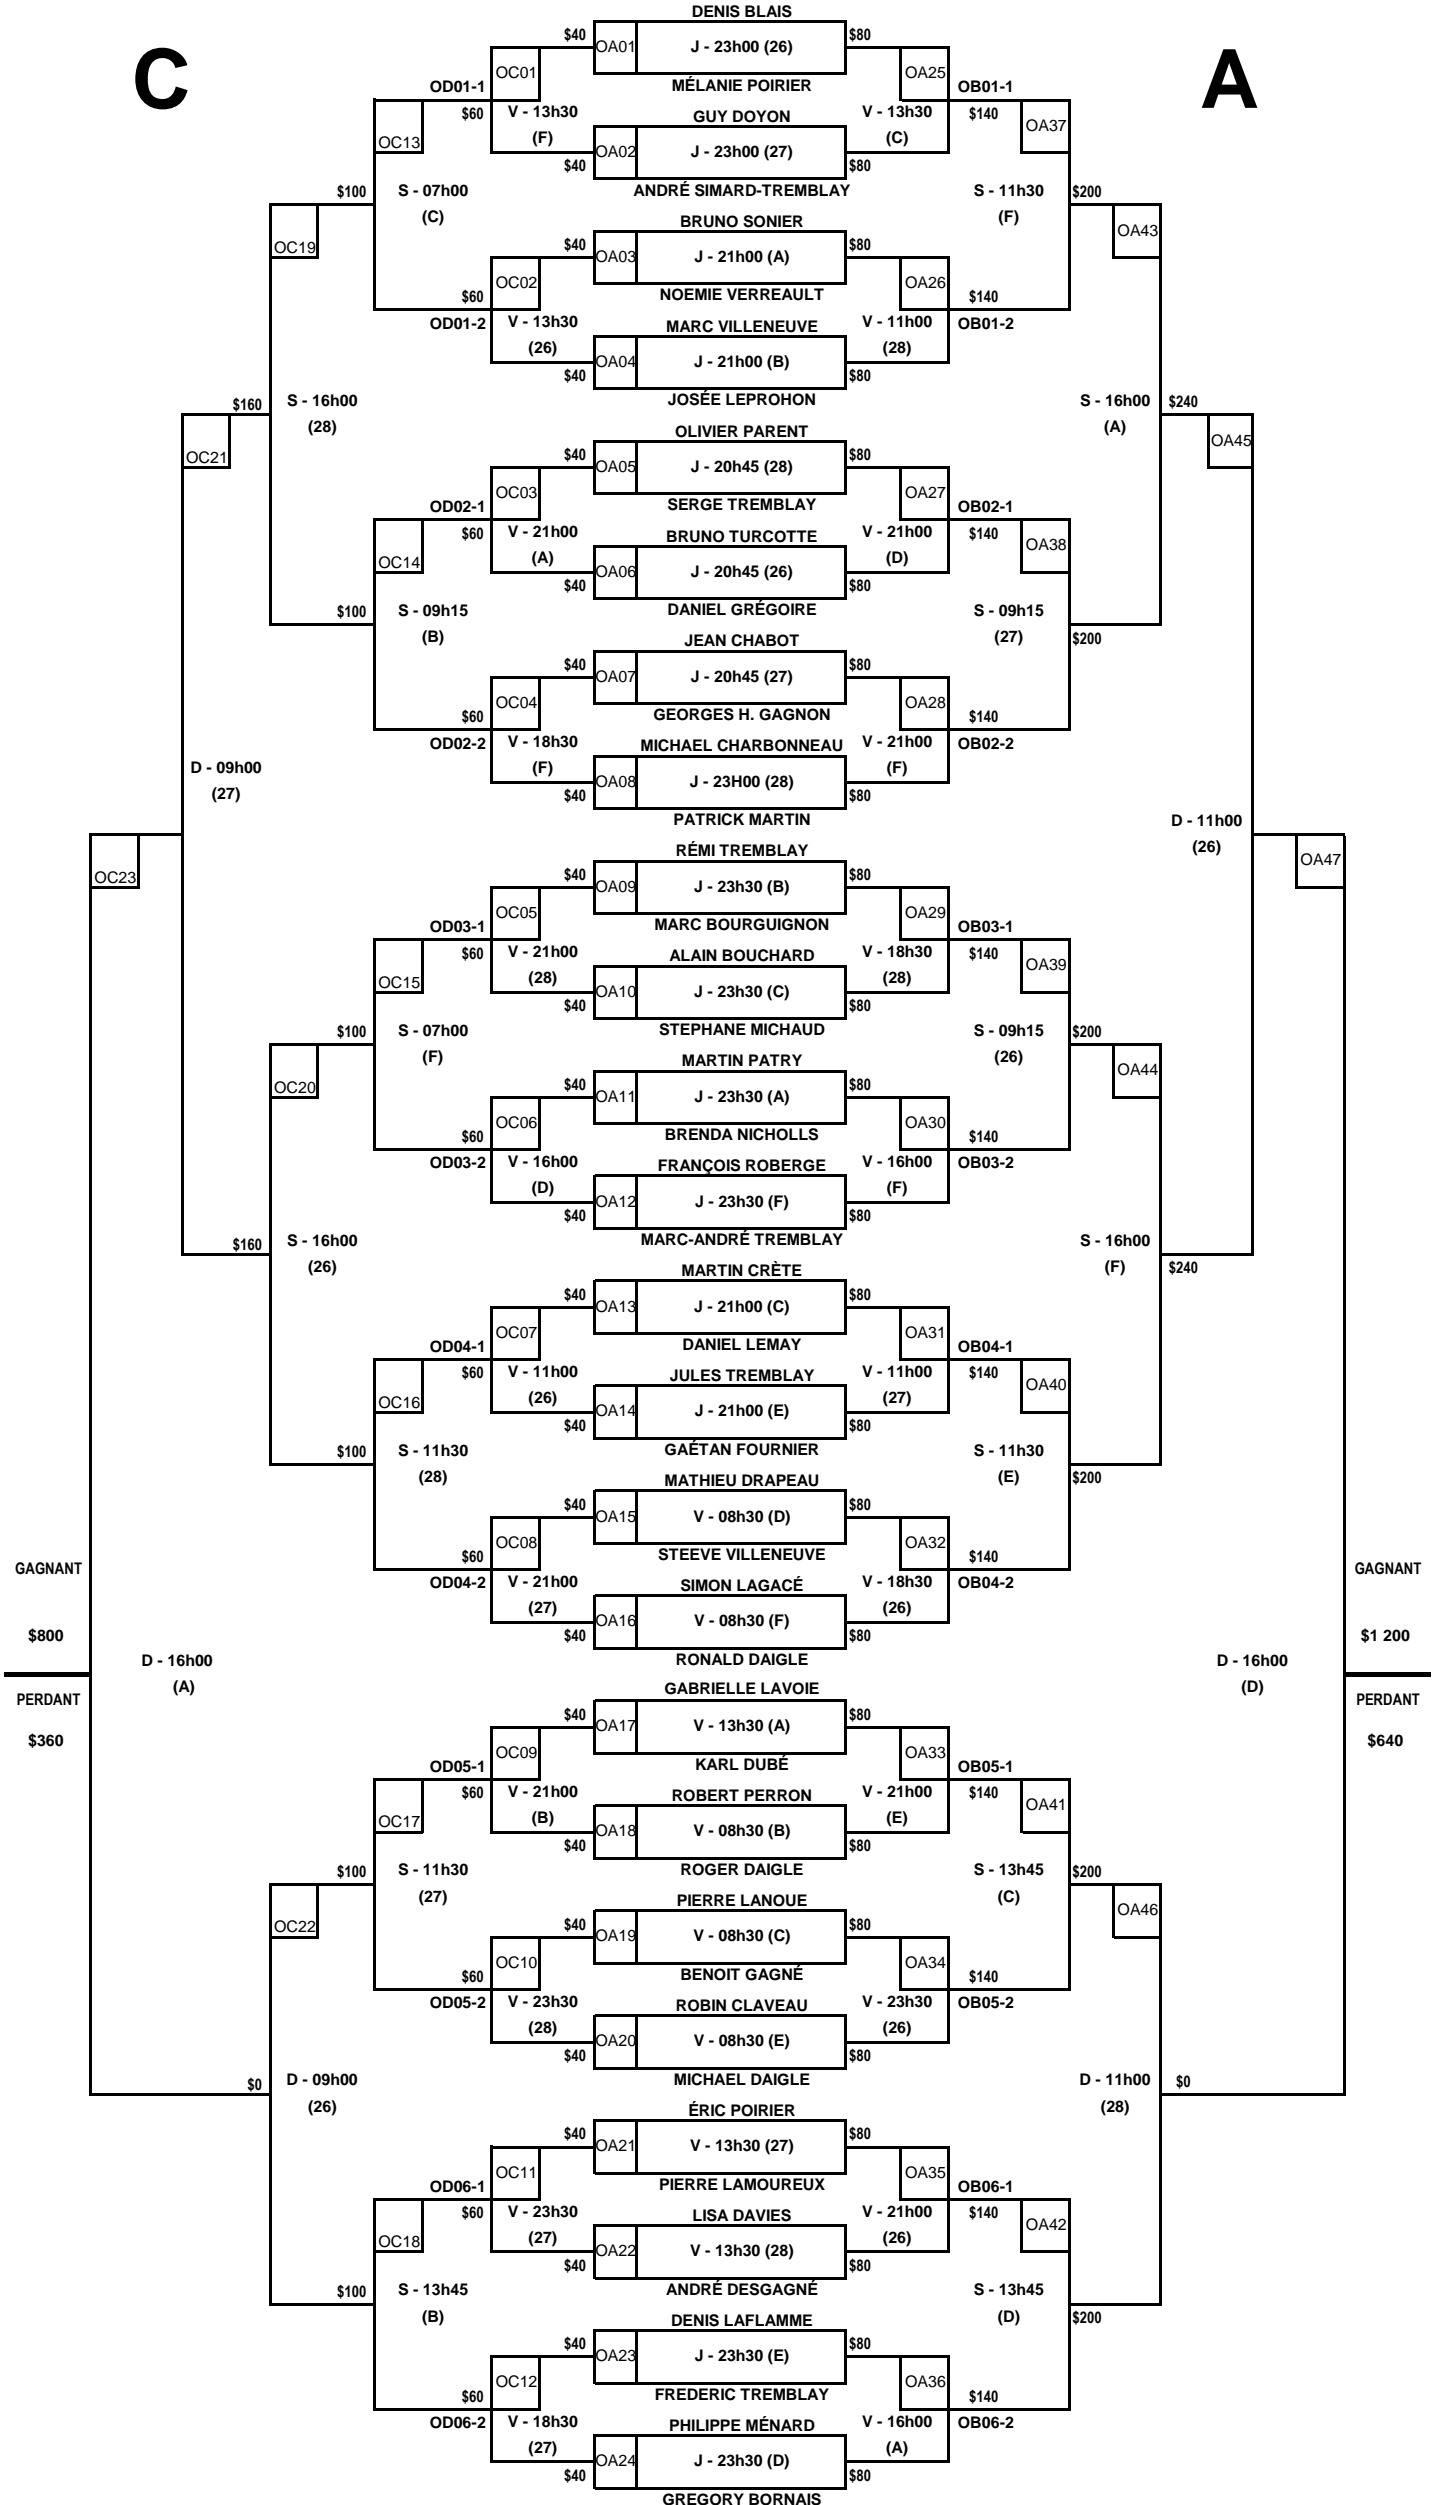 C
A
DENIS BLAIS
$40 OA01 J - 23h00 (26) $80
OC01 OA25
OD01-1 MÉLANIE POIRIER OB01-1
$60 V - 13h30 GUY DOYON V - 13h30 $140
OC13 (F) (C) OA37
OA02 J - 23h00 (27)
$40 $80
$100 S - 07h00 ANDRÉ SIMARD-TREMBLAY S - 11h30 $200
(C) BRUNO SONIER (F)
OC19 OA43
$40 OA03 J - 21h00 (A) $80
OC02 OA26
$60 NOEMIE VERREAULT $140
OD01-2 V - 13h30 MARC VILLENEUVE V - 11h00 OB01-2
(26) (28)
OA04 J - 21h00 (B)
$40 $80
$160 S - 16h00 JOSÉE LEPROHON S - 16h00 $240
(28) (A)
OC21 OLIVIER PARENT OA45
$40 OA05 J - 20h45 (28) $80
OC03 OA27
OD02-1 SERGE TREMBLAY OB02-1
$60 V - 21h00 BRUNO TURCOTTE V - 21h00 $140
OC14 (A) (D) OA38
OA06 J - 20h45 (26)
$40 $80
$100 S - 09h15 DANIEL GRÉGOIRE S - 09h15
(B) JEAN CHABOT (27) $200
$40 OA07 J - 20h45 (27) $80
OC04 OA28
$60 GEORGES H. GAGNON $140
OD02-2 V - 18h30 MICHAEL CHARBONNEAU V - 21h00 OB02-2
D - 09h00 (F) (F)
(27) OA08 J - 23H00 (28)
$40 $80
PATRICK MARTIN D - 11h00
(26)
RÉMI TREMBLAY
OC23 OA47
$40 OA09 J - 23h30 (B) $80
OC05 OA29
OD03-1 MARC BOURGUIGNON OB03-1
$60 V - 21h00 ALAIN BOUCHARD V - 18h30 $140
OC15 (28) (28) OA39
OA10 J - 23h30 (C)
$40 $80
$100 S - 07h00 STEPHANE MICHAUD S - 09h15 $200
(F) MARTIN PATRY (26)
OC20 OA44
$40 OA11 J - 23h30 (A) $80
OC06 OA30
$60 BRENDA NICHOLLS $140
OD03-2 V - 16h00 FRANÇOIS ROBERGE V - 16h00 OB03-2
(D) (F)
OA12 J - 23h30 (F)
$40 $80
$160 S - 16h00 MARC-ANDRÉ TREMBLAY S - 16h00
(26) MARTIN CRÈTE (F) $240
$40 OA13 J - 21h00 (C) $80
OC07 OA31
OD04-1 DANIEL LEMAY OB04-1
$60 V - 11h00 JULES TREMBLAY V - 11h00 $140
OC16 (26) (27) OA40
OA14 J - 21h00 (E)
$40 $80
$100 S - 11h30 GAÉTAN FOURNIER S - 11h30
(28) MATHIEU DRAPEAU (E) $200
$40 OA15 V - 08h30 (D) $80
OC08 OA32
$60 STEEVE VILLENEUVE $140
GAGNANT GAGNANT
OD04-2 V - 21h00 SIMON LAGACÉ V - 18h30 OB04-2
(27) (26)
OA16 V - 08h30 (F)
$800 $40 $80 $1 200
D - 16h00 RONALD DAIGLE D - 16h00
(A) GABRIELLE LAVOIE (D)
PERDANT PERDANT
$40 OA17 V - 13h30 (A) $80
$360 $640
OC09 OA33
OD05-1 KARL DUBÉ OB05-1
$60 V - 21h00 ROBERT PERRON V - 21h00 $140
OC17 (B) (E) OA41
OA18 V - 08h30 (B)
$40 $80
$100 S - 11h30 ROGER DAIGLE S - 13h45 $200
(27) PIERRE LANOUE (C)
OC22 OA46
$40 OA19 V - 08h30 (C) $80
OC10 OA34
$60 BENOIT GAGNÉ $140
OD05-2 V - 23h30 ROBIN CLAVEAU V - 23h30 OB05-2
(28) (26)
OA20 V - 08h30 (E)
$40 $80
$0 D - 09h00 MICHAEL DAIGLE D - 11h00 $0
(26) ÉRIC POIRIER (28)
$40 OA21 V - 13h30 (27) $80
OC11 OA35
OD06-1 PIERRE LAMOUREUX OB06-1
$60 V - 23h30 LISA DAVIES V - 21h00 $140
OC18 (27) (26) OA42
OA22 V - 13h30 (28)
$40 $80
$100 S - 13h45 ANDRÉ DESGAGNÉ S - 13h45
(B) DENIS LAFLAMME (D) $200
$40 OA23 J - 23h30 (E) $80
OC12 OA36
$60 FREDERIC TREMBLAY $140
OD06-2 V - 18h30 PHILIPPE MÉNARD V - 16h00 OB06-2
(27) (A)
OA24 J - 23h30 (D)
$40 $80
GREGORY BORNAIS